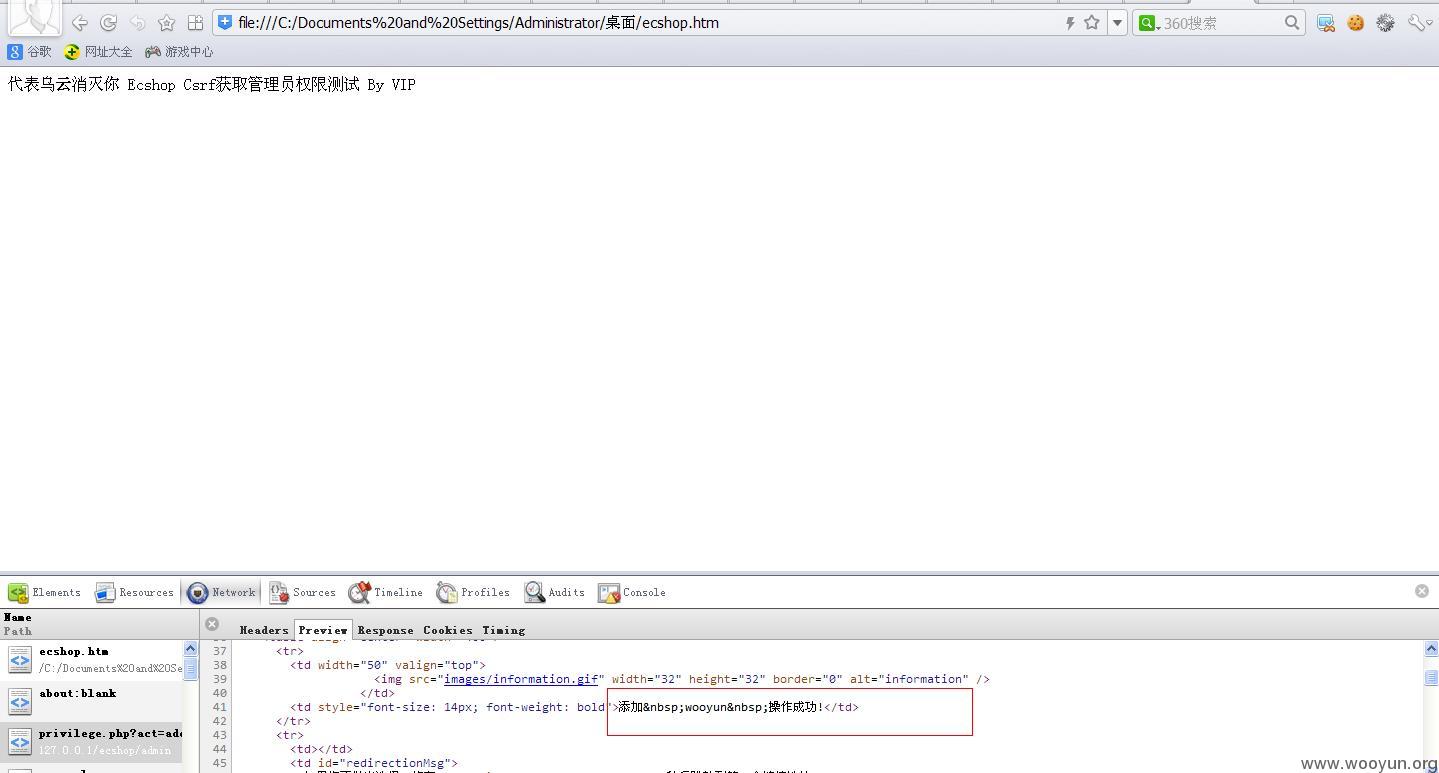 file:///C:/Documents%20and%20Settings/Administrator/桌面/ecshop.htm
360搜索
谷歌 网址大全 游戏中心
代表乌云消灭你 Ecshop Csrf获取管理员权限测试 By VIP
Elements Resources Network Sources Timeline Profiles Audits Console
Name
Path
Headers Preview Response Cookies Timing
ecshop.htm
/C:/Documents%20and%20Se
about:blank
privilege.php?act=add
127.0.0.1/ecshop/admin
37 <tr>
38 <td width="50" valign="top">
39 <img src="images/information.gif" width="32" height="32" border="0" alt="information" />
40 </td>
41 <td style="font-size: 14px; font-weight: bold">添加&nbsp;wooyun&nbsp;操作成功!</td>
42 </tr>
43 <tr>
44 <td></td>
45 <td id="redirectionMsg">
www.wooyun.org